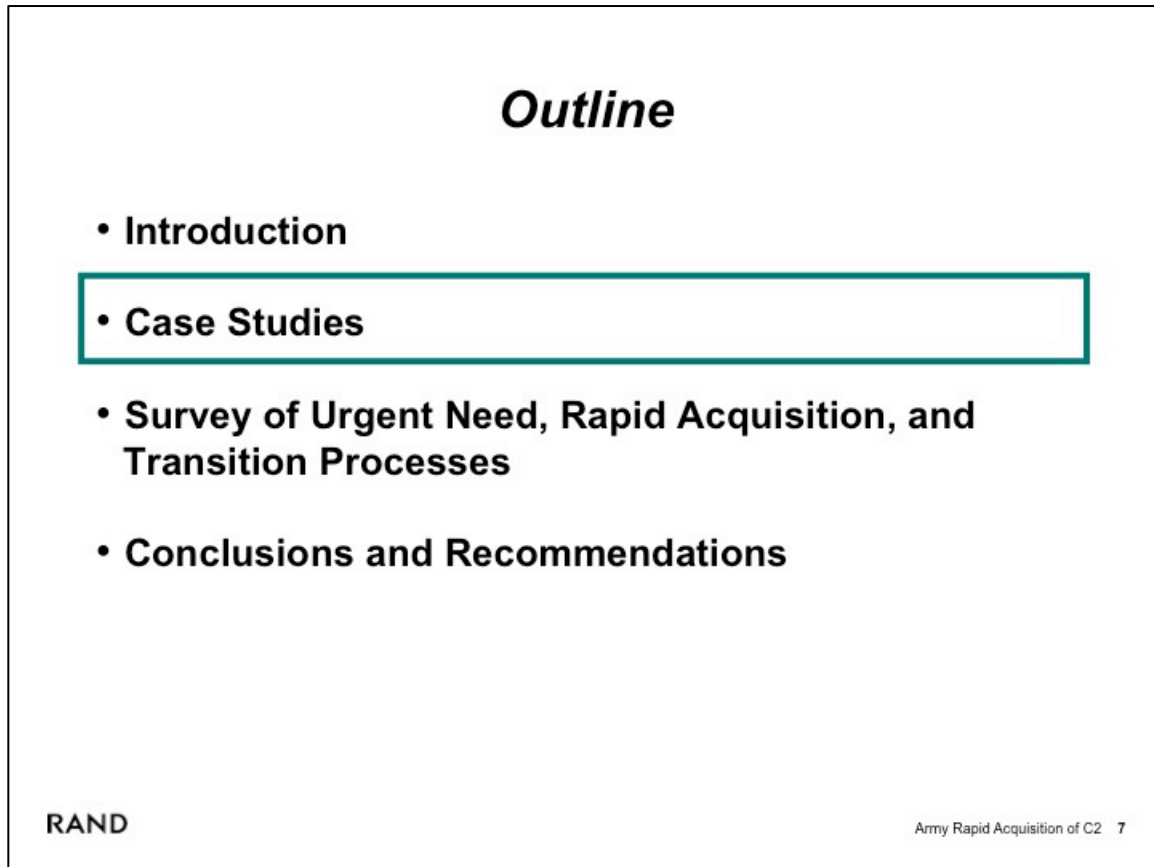 Outline
• Introduction
• Case Studies
• Survey of Urgent Need, Rapid Acquisition, and
Transition Processes
• Conclusions and Recommendations
RAND
Army Rapid Acquisition of C2 7